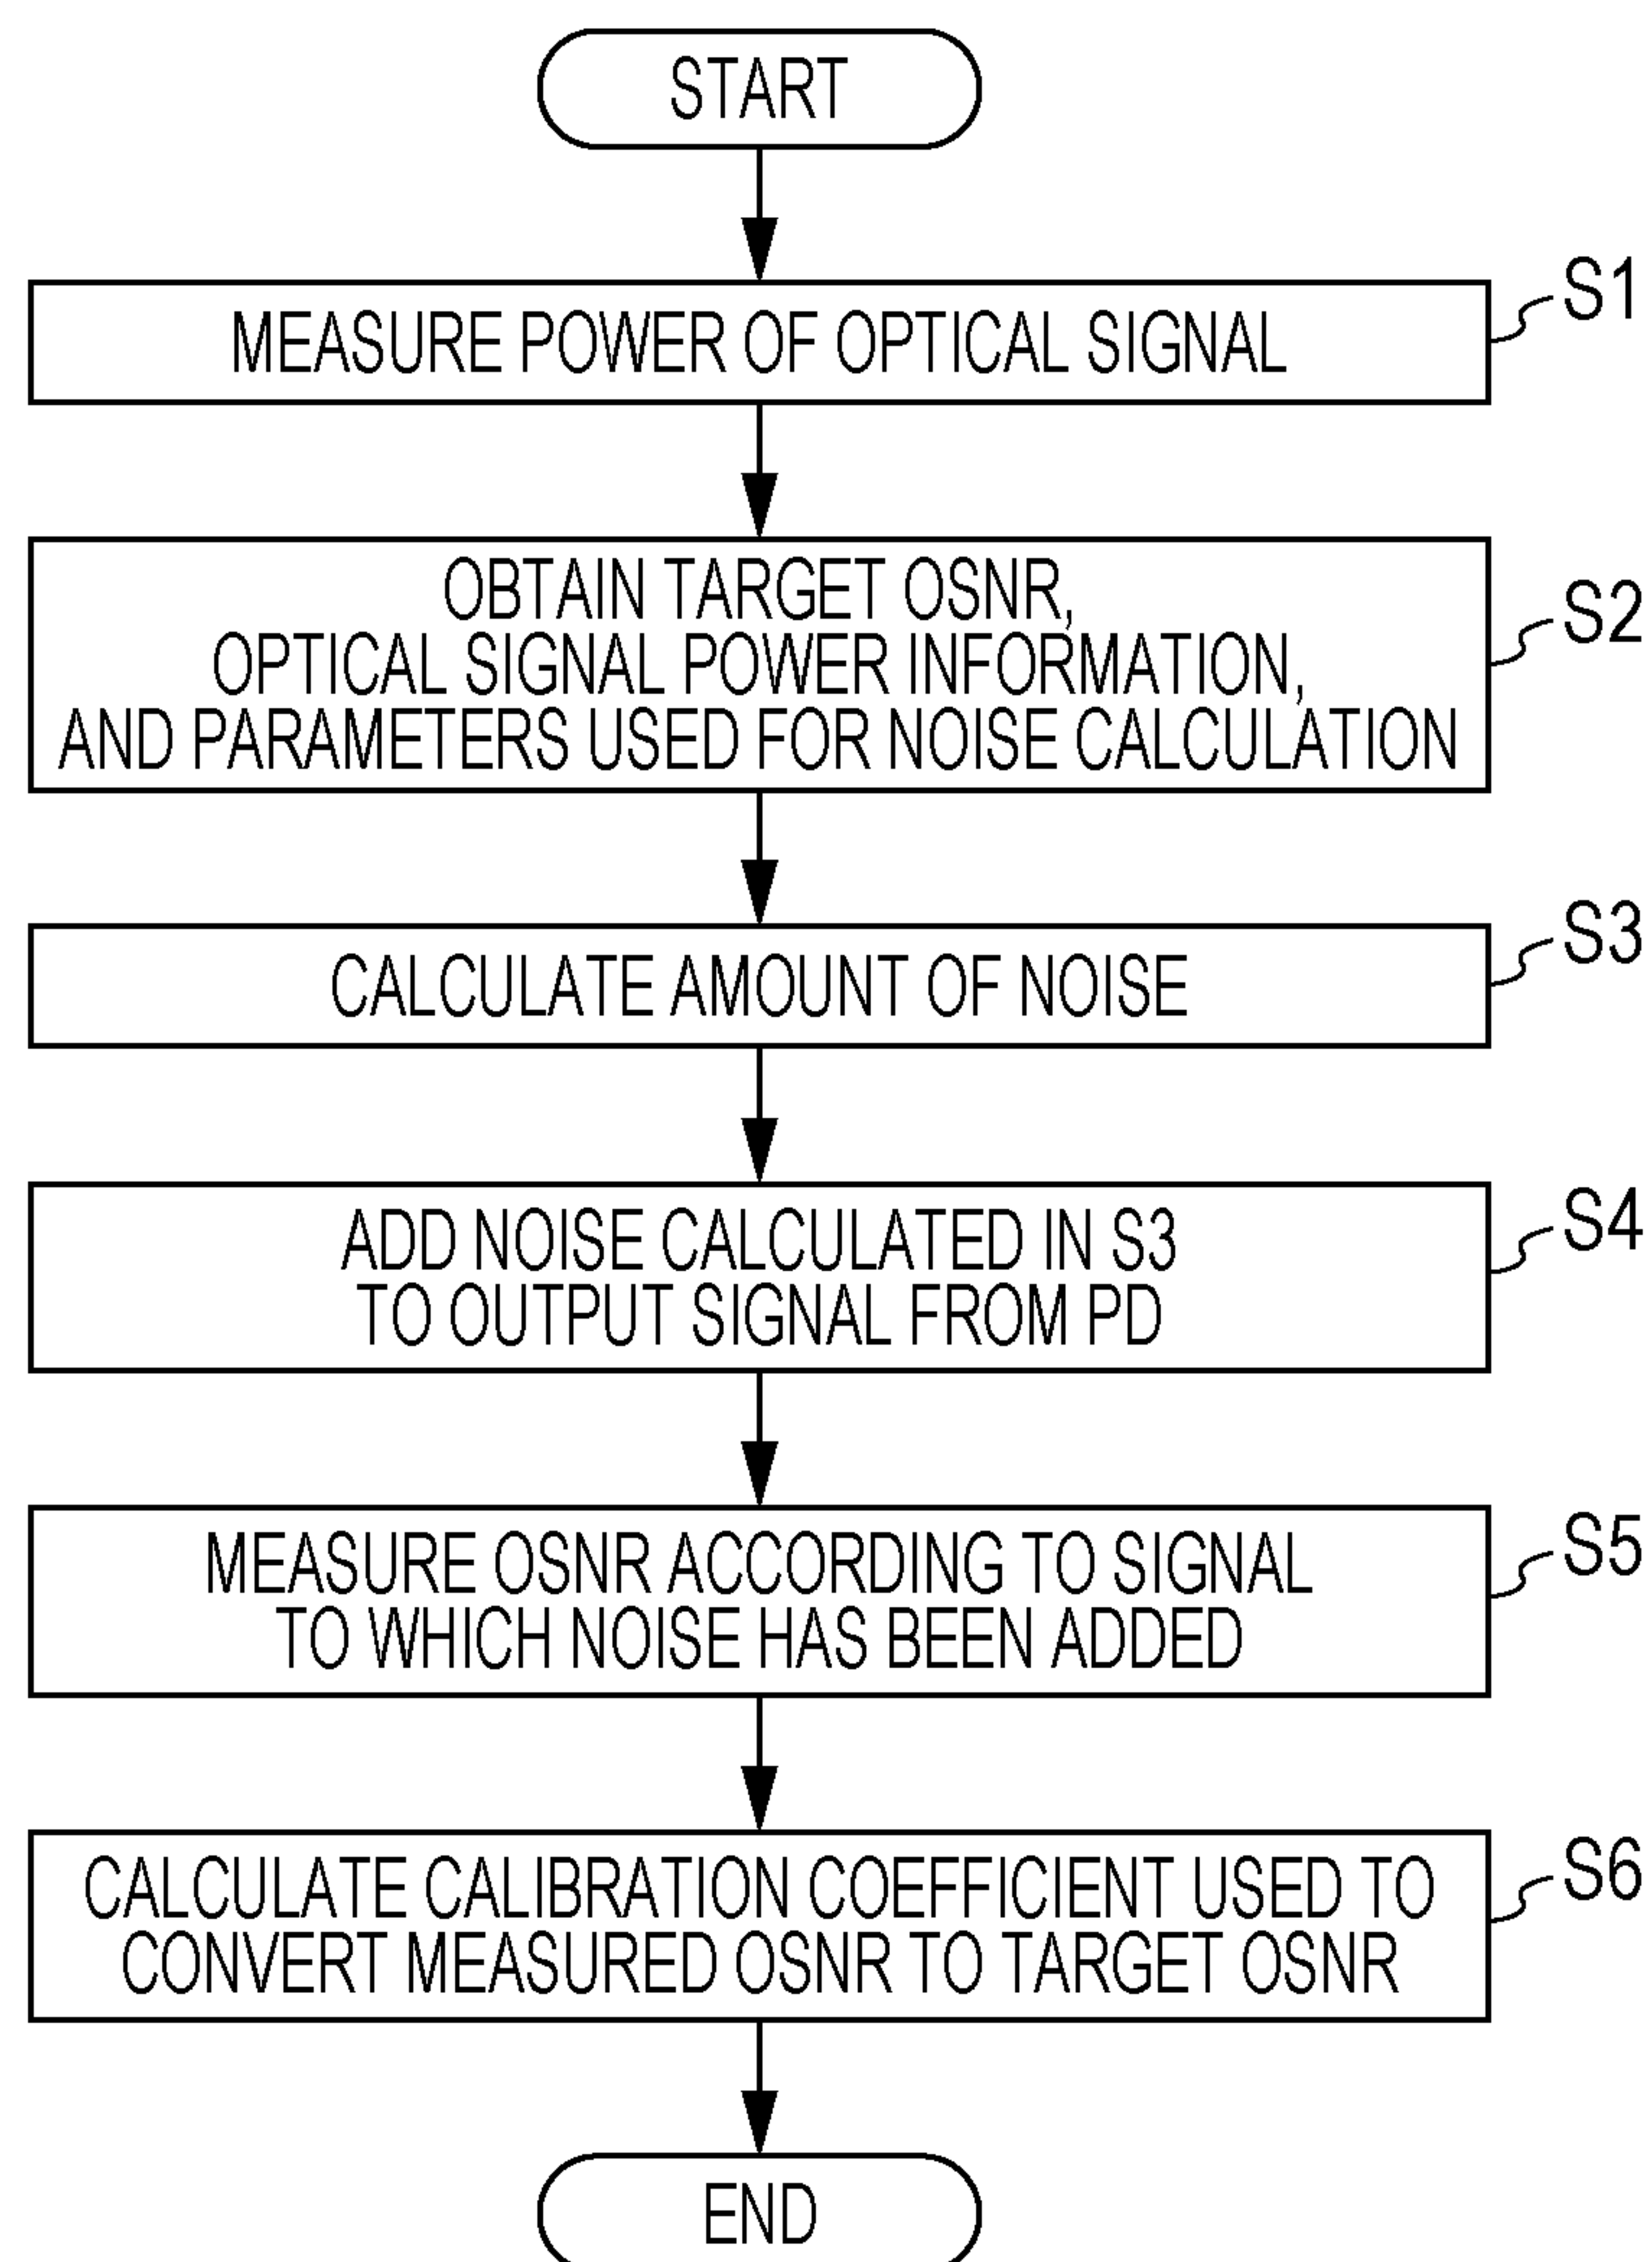 START
MEASURE POWER OF OPTICAL SIGNAL
S1
OBTAIN TARGET OSNR,
OPTICAL SIGNAL POWER INFORMATION,
AND PARAMETERS USED FOR NOISE CALCULATION
S2
CALCULATE AMOUNT OF NOISE
S3
ADD NOISE CALCULATED IN S3
TO OUTPUT SIGNAL FROM PD
S4
MEASURE OSNR ACCORDING TO SIGNAL
TO WHICH NOISE HAS BEEN ADDED
S5
CALCULATE CALIBRATION COEFFICIENT USED TO
CONVERT MEASURED OSNR TO TARGET OSNR
S6
END